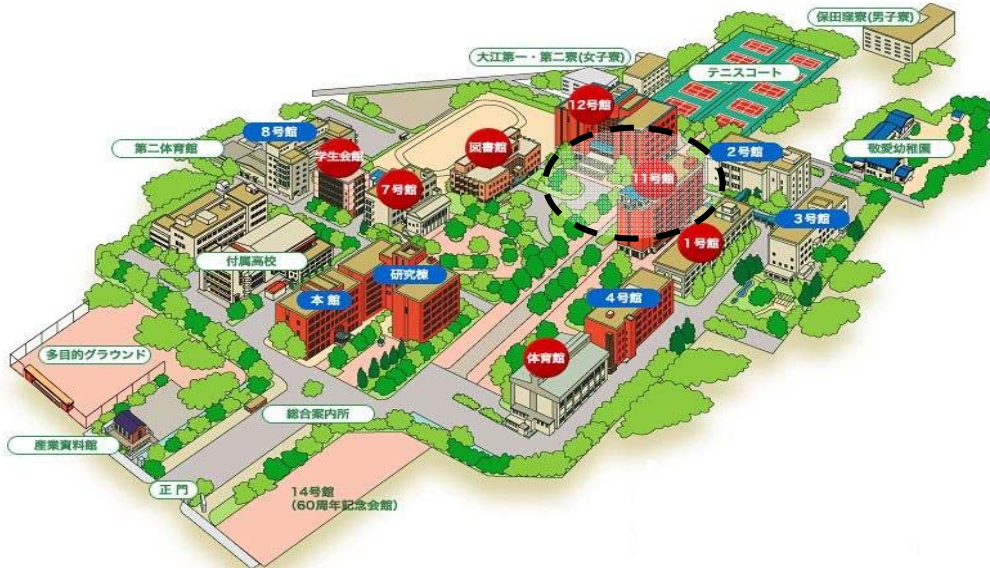 保田窪寮(男子寮)
大江第一・第二寮(女子寮)
テニスコート
12号館
8号館
第二体育館
学生会館
図書館
2号館
敬愛幼稚園
7号館
11号館
3号館
1号館
付属高校
研究棟
本館
4号館
多目的グラウンド
体育館
総合案内所
産業資料館
正門
14号館
(60周年記念会館)